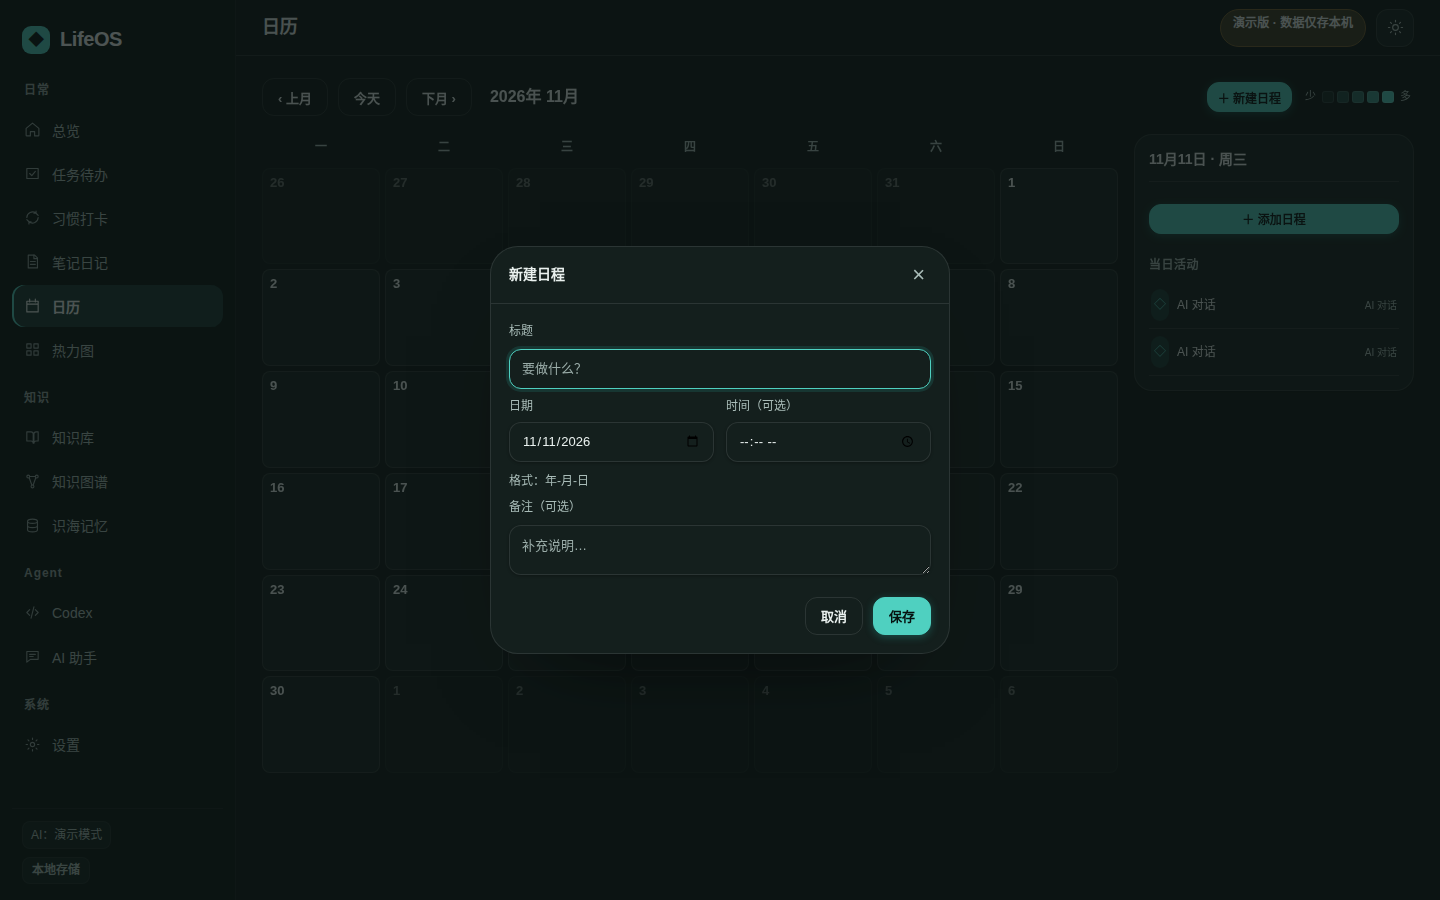 LifeOS
日常
总览
任务待办
习惯打卡
笔记日记
日历
热力图
知识
知识库
知识图谱
识海记忆
Agent
Codex
AI 助手
系统
设置
AI：演示模式
本地存储
日历
演示版 · 数据仅存本机
‹ 上月
今天
下月 ›
2026年 11月
＋ 新建日程
少
多
一 二 三 四 五 六 日
26 27 28 29 30 31 1
2 3 8
9 10 15
16 17 22
23 24 29
30 1 2 3 4 5 6
11月11日 · 周三
＋ 添加日程
当日活动
AI 对话 AI 对话
AI 对话 AI 对话
新建日程
×
标题
要做什么？
日期 时间（可选）
11/11/2026 --:-- --
格式：年-月-日
备注（可选）
补充说明…
取消 保存